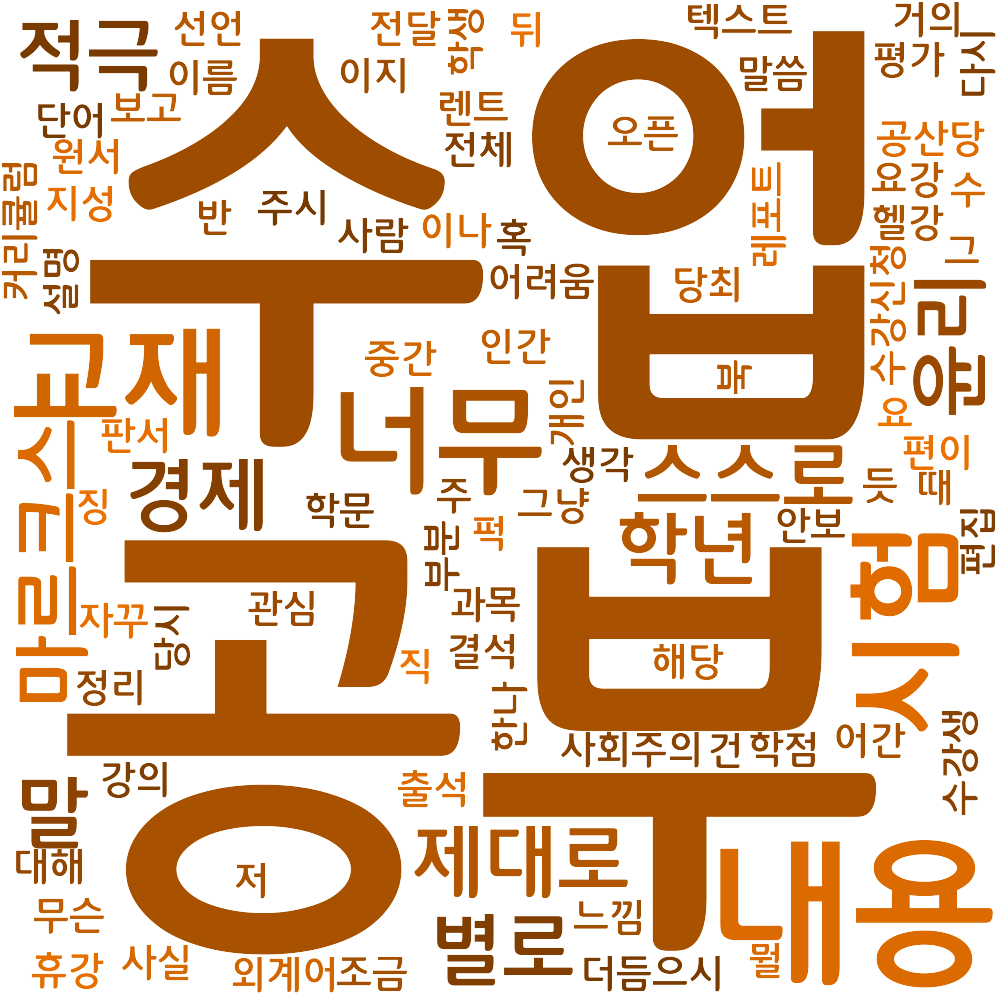 적극
선언
전달
학생
뒤
텍스트
거의
다시
이름
이지
말씀
평가
수업
단어
보고
렌트
오픈
원서
전체
공산당
커리큘럼
지성
반
주시
레포트
요강
수
설명
사람
이나
혹
헬강
그
어려움
당최
수강신청
윤리
교재
중간
인간
북
너무
개인
요
판서
경제
생각
스스로
편이
마르크스
징
학문
주
그냥
듯
때
부분
퍽
학년
안보
편집
공부
시험
자꾸
당시
관심
과목
결석
직
해당
정리
한나
강의
사회주의
건
학점
어간
수강생
출석
말
대해
저
제대로
내용
무슨
별로
느낌
휴강
사실
외계어
조금
더듬으시
뭘